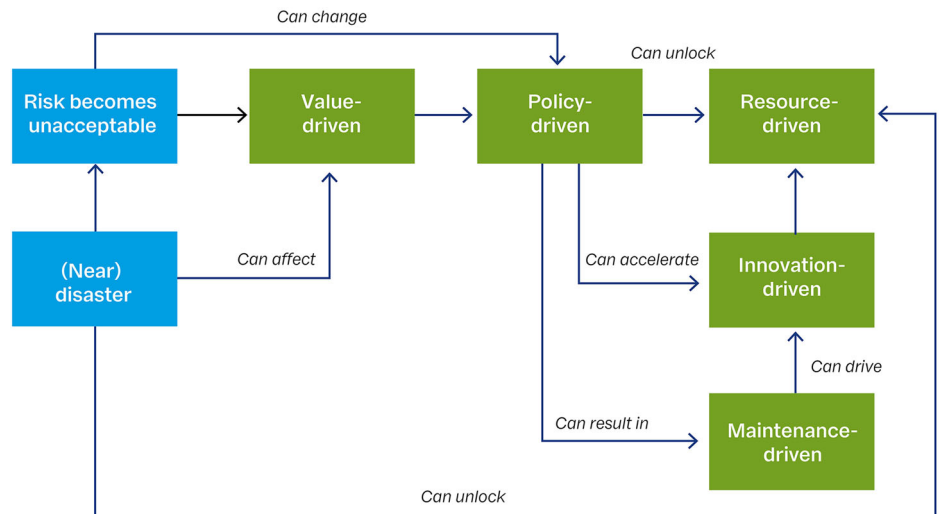 Can change
Can unlock
Risk becomes
unacceptable
Value-
driven
Policy-
driven
Resource-
driven
(Near)
disaster
Can affect
Can accelerate
Innovation-
driven
Can drive
Can result in
Maintenance-
driven
Can unlock